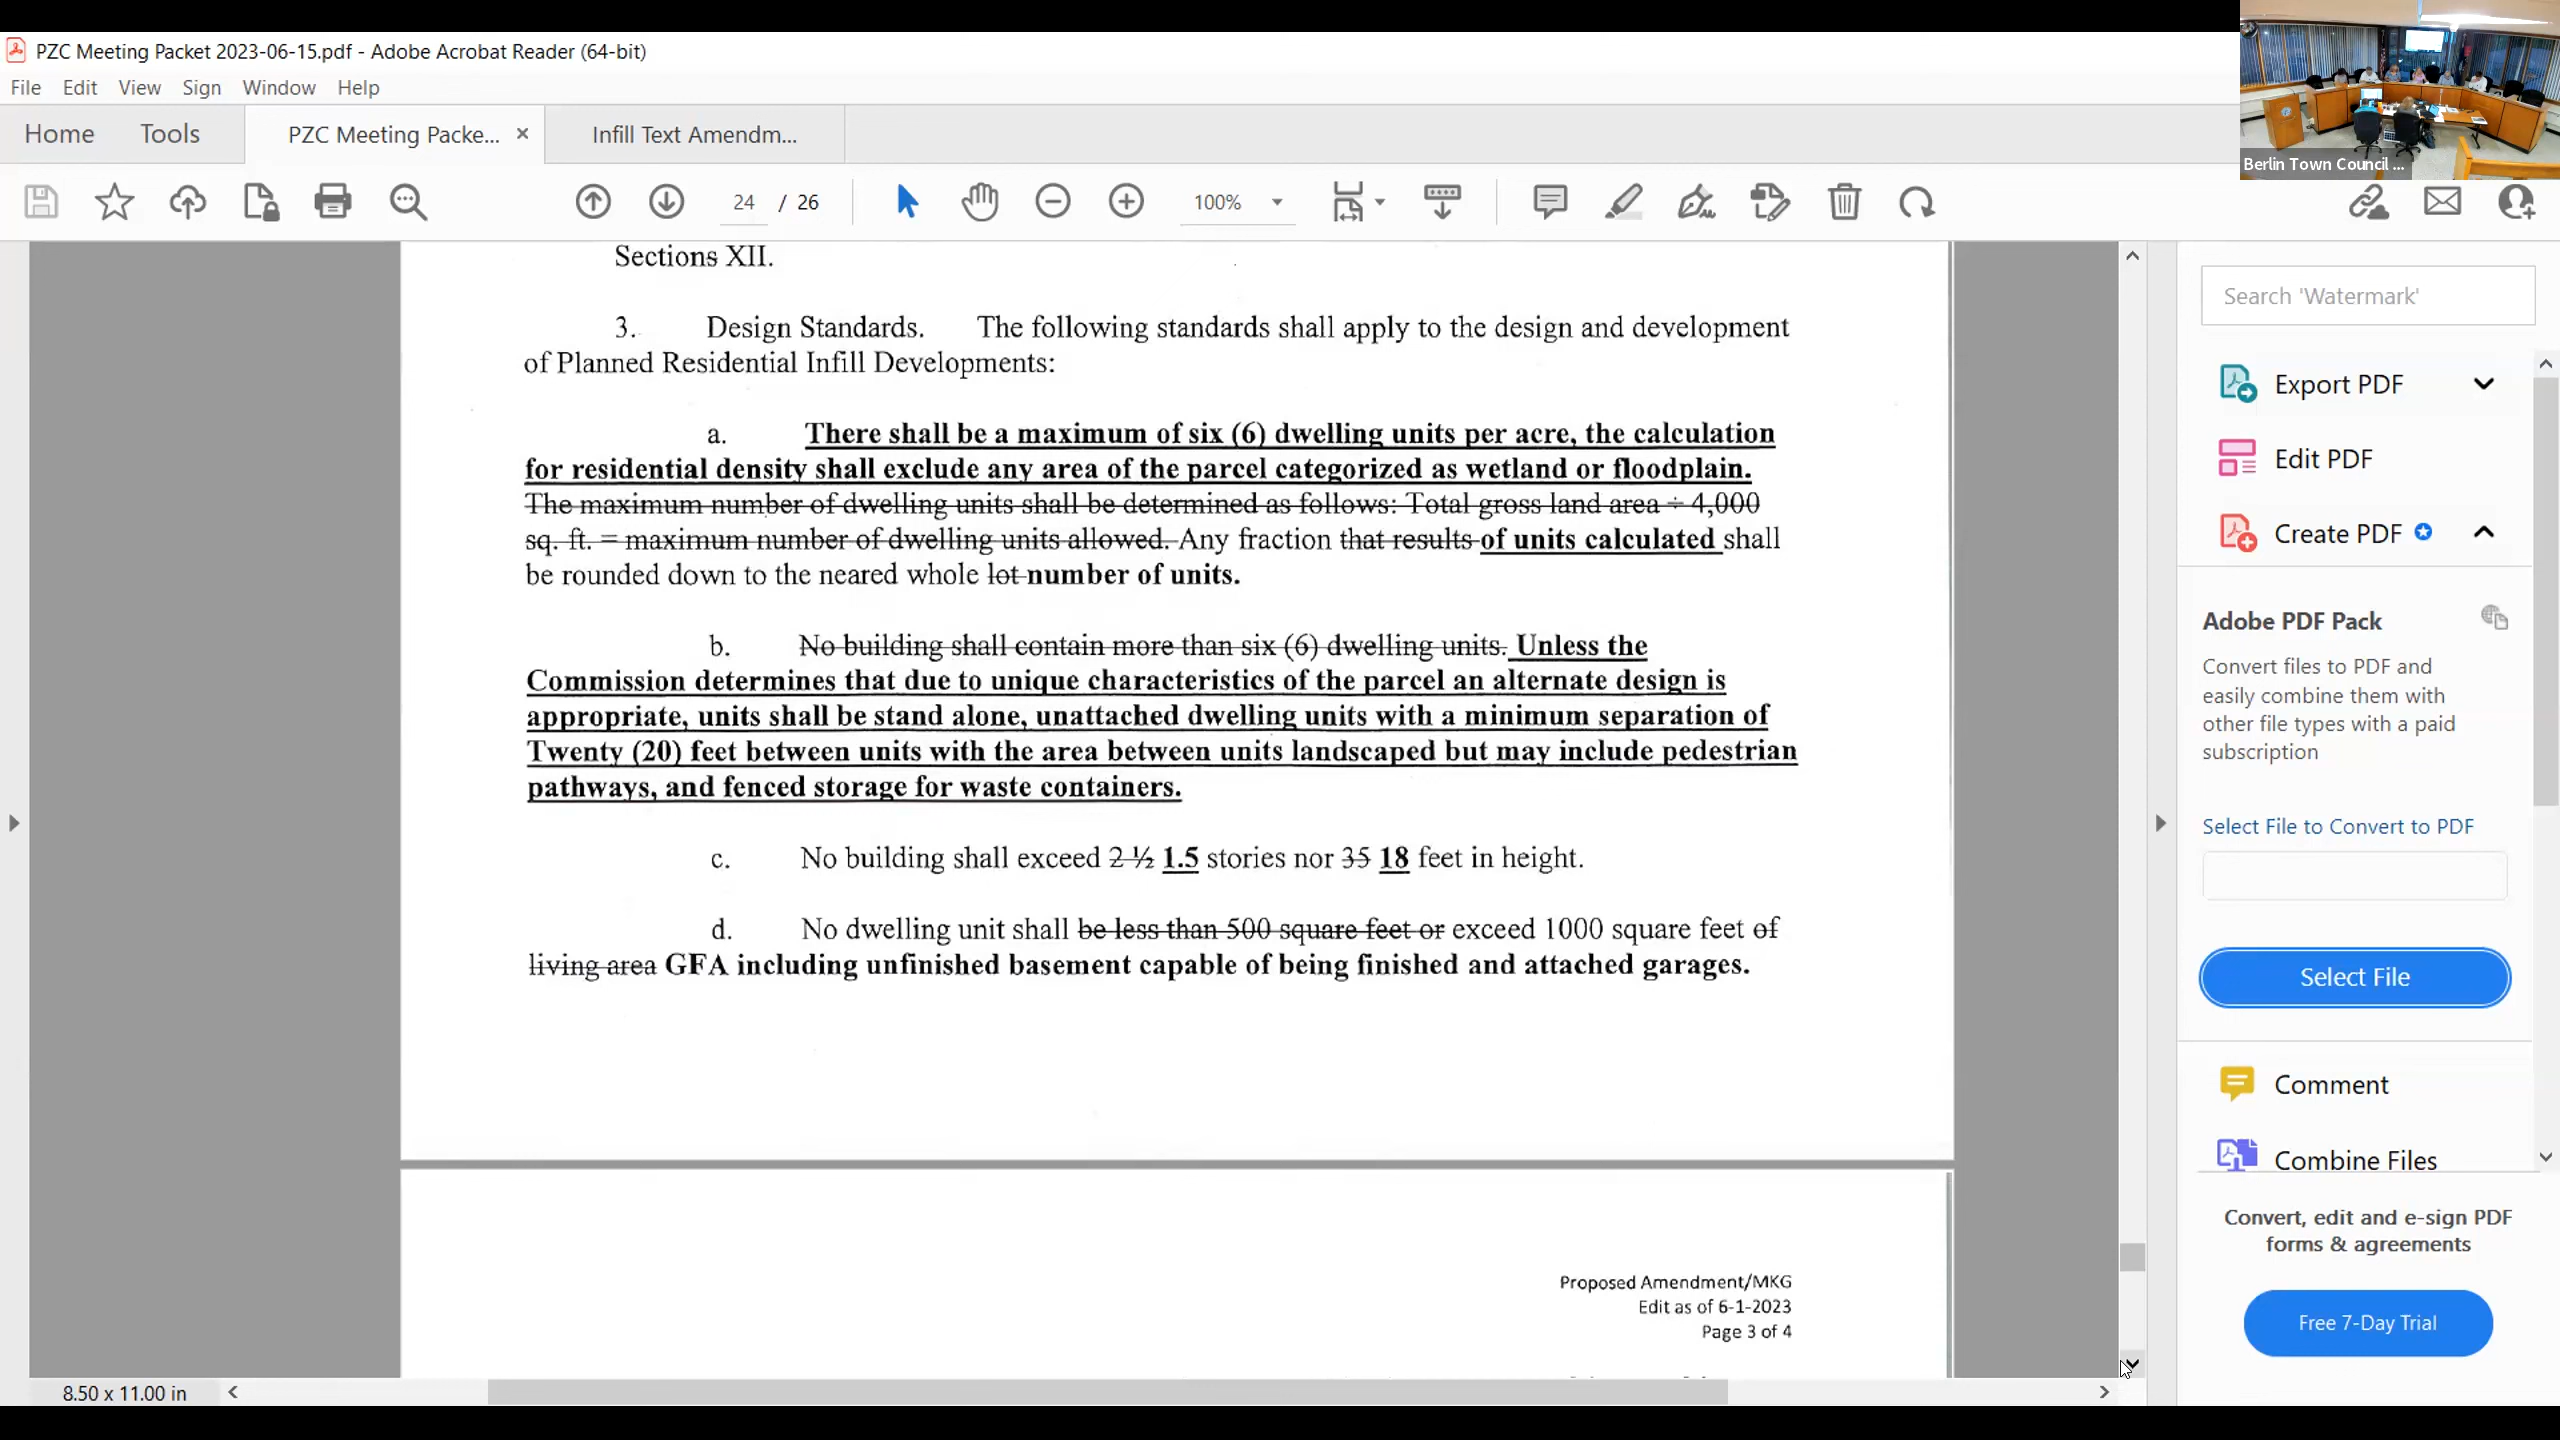 PZC Meeting Packet 2023-06-15.pdf - Adobe Acrobat Reader (64-bit)
File Edit View Sign Window Help
Home Tools PZC Meeting Packe... × Infill Text Amendm...
24 / 26 100%
Berlin Town Council ...
Sections XII.
3. Design Standards. The following standards shall apply to the design and development
of Planned Residential Infill Developments:
a. There shall be a maximum of six (6) dwelling units per acre, the calculation
for residential density shall exclude any area of the parcel categorized as wetland or floodplain.
The maximum number of dwelling units shall be determined as follows: Total gross land area ÷ 4,000
sq. ft. = maximum number of dwelling units allowed. Any fraction that results of units calculated shall
be rounded down to the neared whole lot number of units.
b. No building shall contain more than six (6) dwelling units. Unless the
Commission determines that due to unique characteristics of the parcel an alternate design is
appropriate, units shall be stand alone, unattached dwelling units with a minimum separation of
Twenty (20) feet between units with the area between units landscaped but may include pedestrian
pathways, and fenced storage for waste containers.
c. No building shall exceed 2 ½ 1.5 stories nor 35 18 feet in height.
d. No dwelling unit shall be less than 500 square feet or exceed 1000 square feet of
living area GFA including unfinished basement capable of being finished and attached garages.
Proposed Amendment/MKG
Edit as of 6-1-2023
Page 3 of 4
8.50 x 11.00 in
Search 'Watermark'
Export PDF
Edit PDF
Create PDF
Adobe PDF Pack
Convert files to PDF and
easily combine them with
other file types with a paid
subscription
Select File to Convert to PDF
Select File
Comment
Combine Files
Convert, edit and e-sign PDF
forms & agreements
Free 7-Day Trial